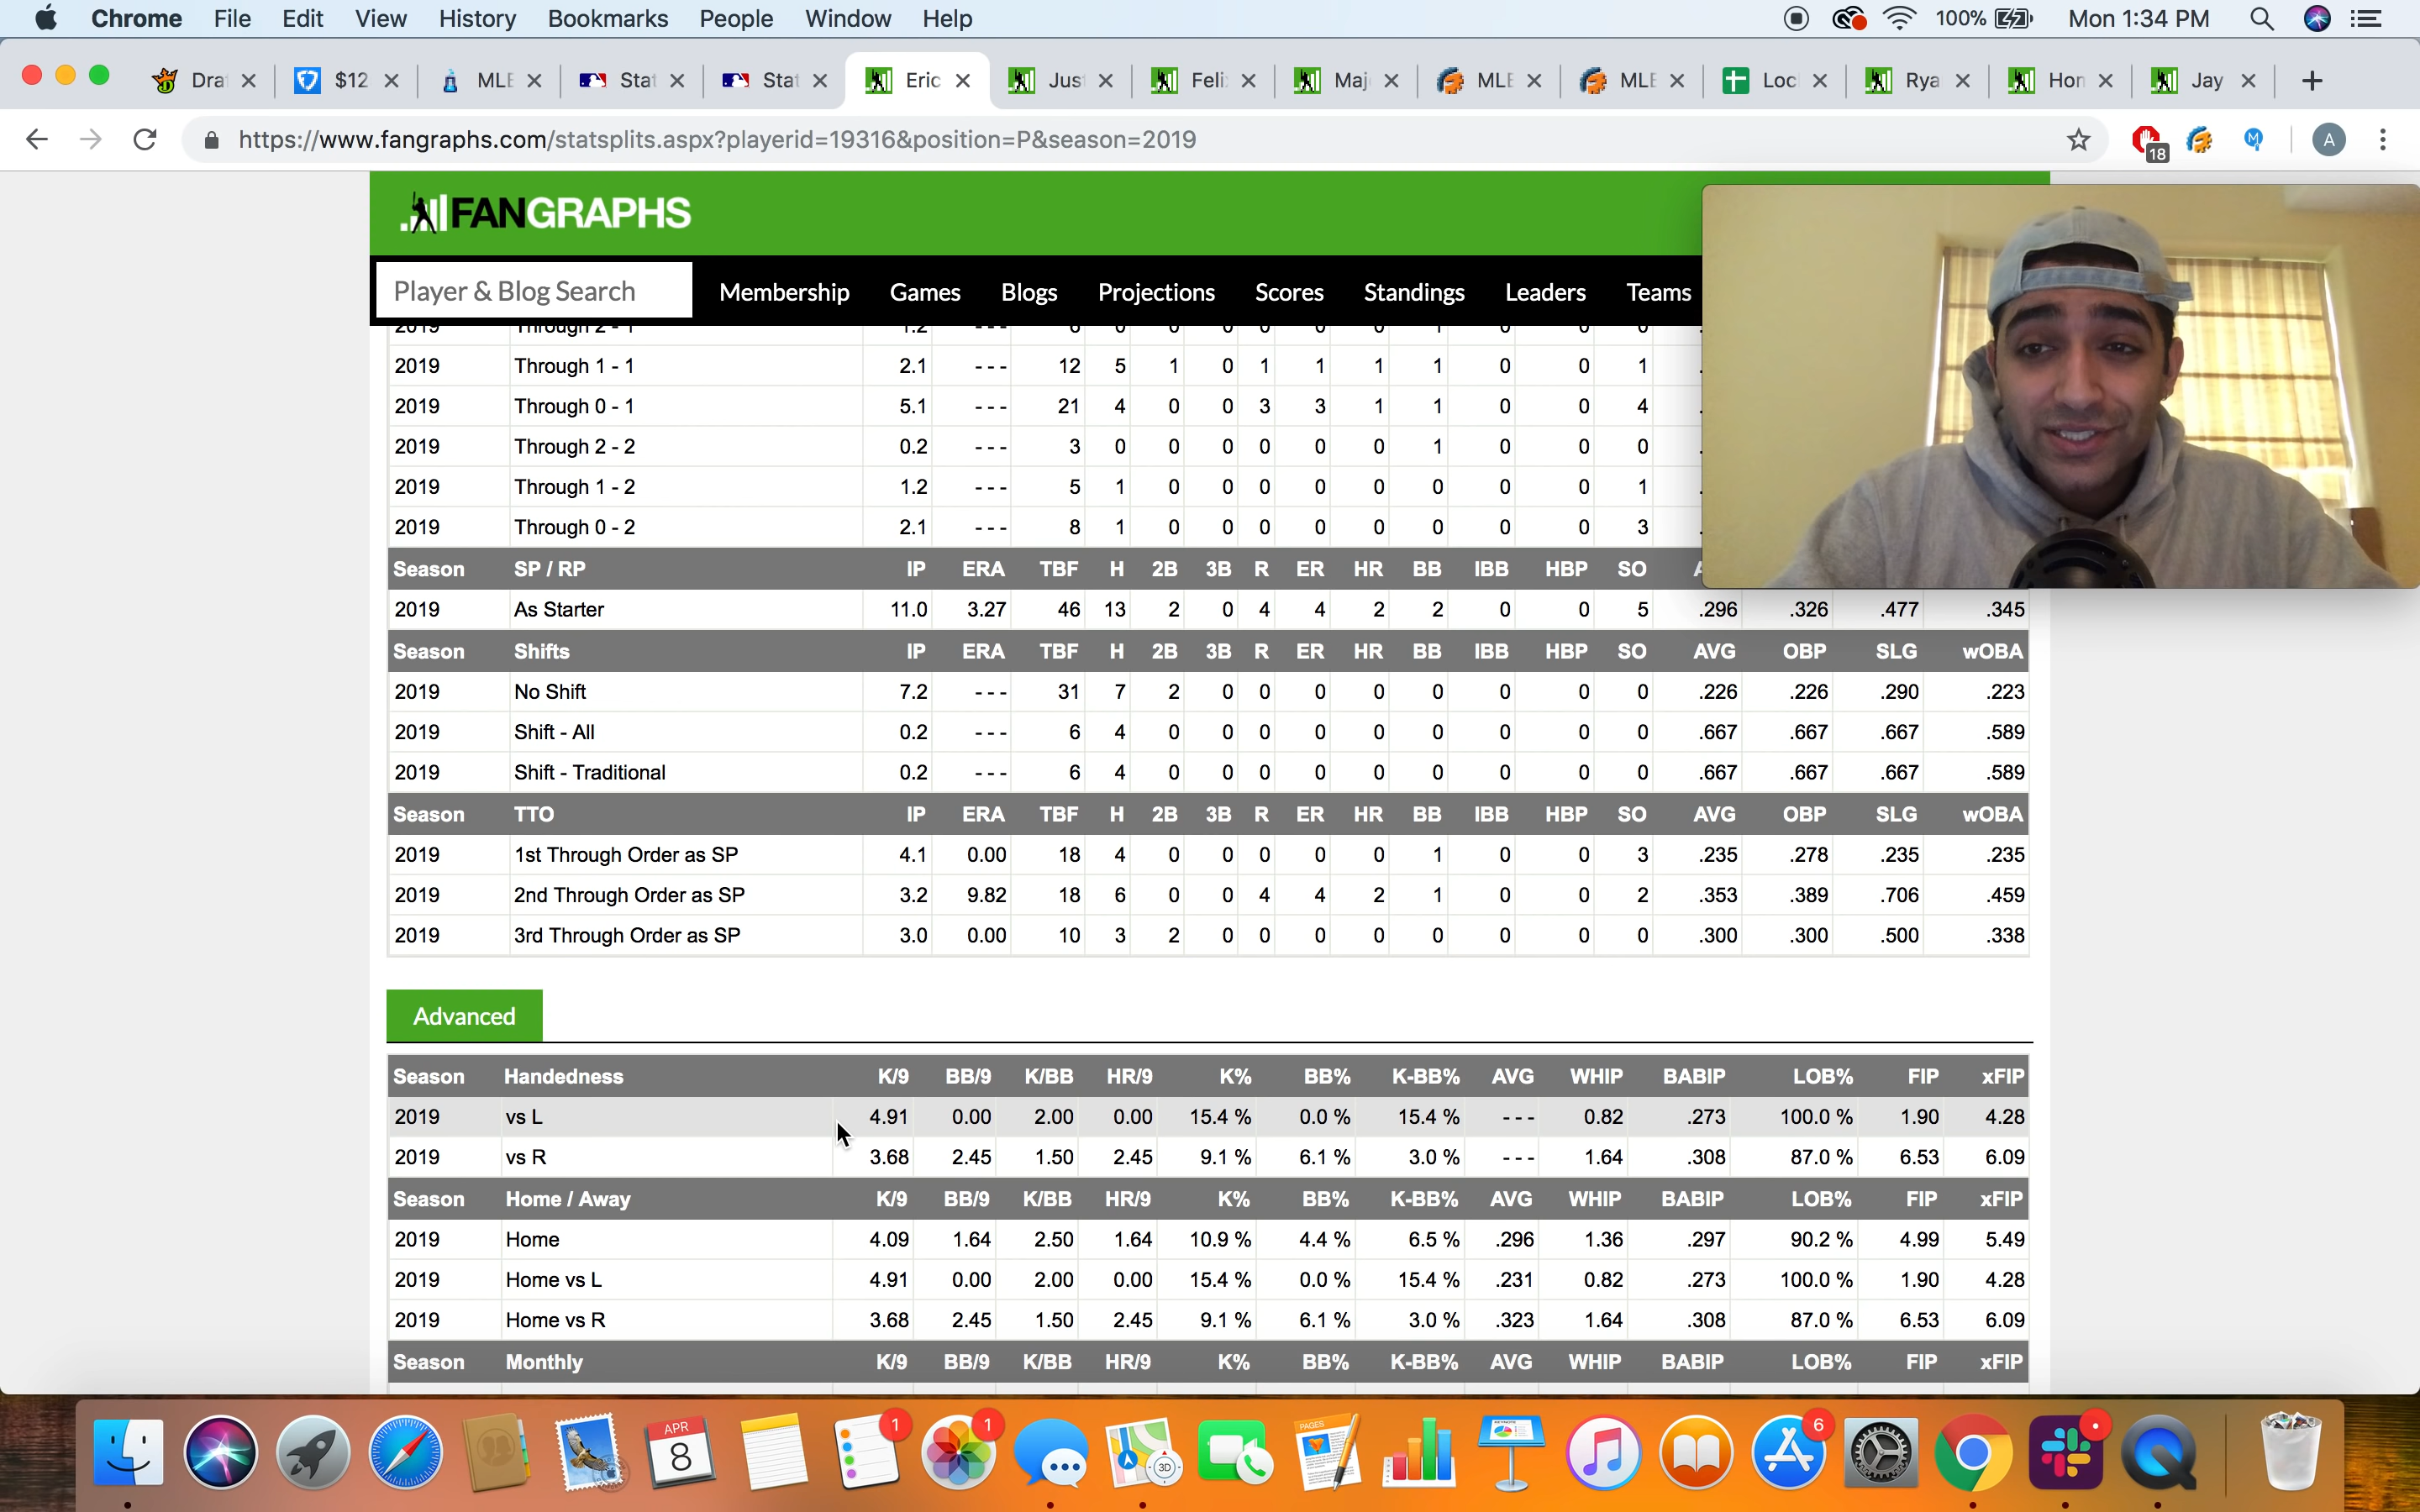 Chrome File Edit View History Bookmarks People Window Help 100% Mon 1:34 PM
Dra $12 MLB Stat Stat Eric Jus Feli Maj MLB MLB Loc Rya Hon Jay
https://www.fangraphs.com/statsplits.aspx?playerid=19316&position=P&season=2019 18 A
FANGRAPHS
Player & Blog Search Membership Games Blogs Projections Scores Standings Leaders Teams
2019 Through 2 - 1 1.2 --- 6 0 0 0 0 0 0 1 0 0 0
2019 Through 1 - 1 2.1 --- 12 5 1 0 1 1 1 1 0 0 1
2019 Through 0 - 1 5.1 --- 21 4 0 0 3 3 1 1 0 0 4
2019 Through 2 - 2 0.2 --- 3 0 0 0 0 0 0 1 0 0 0
2019 Through 1 - 2 1.2 --- 5 1 0 0 0 0 0 0 0 0 1
2019 Through 0 - 2 2.1 --- 8 1 0 0 0 0 0 0 0 0 3
Season SP / RP IP ERA TBF H 2B 3B R ER HR BB IBB HBP SO
2019 As Starter 11.0 3.27 46 13 2 0 4 4 2 2 0 0 5 .296 .326 .477 .345
Season Shifts IP ERA TBF H 2B 3B R ER HR BB IBB HBP SO AVG OBP SLG wOBA
2019 No Shift 7.2 --- 31 7 2 0 0 0 0 0 0 0 0 .226 .226 .290 .223
2019 Shift - All 0.2 --- 6 4 0 0 0 0 0 0 0 0 0 .667 .667 .667 .589
2019 Shift - Traditional 0.2 --- 6 4 0 0 0 0 0 0 0 0 0 .667 .667 .667 .589
Season TTO IP ERA TBF H 2B 3B R ER HR BB IBB HBP SO AVG OBP SLG wOBA
2019 1st Through Order as SP 4.1 0.00 18 4 0 0 0 0 0 1 0 0 3 .235 .278 .235 .235
2019 2nd Through Order as SP 3.2 9.82 18 6 0 0 4 4 2 1 0 0 2 .353 .389 .706 .459
2019 3rd Through Order as SP 3.0 0.00 10 3 2 0 0 0 0 0 0 0 0 .300 .300 .500 .338
Advanced
Season Handedness K/9 BB/9 K/BB HR/9 K% BB% K-BB% AVG WHIP BABIP LOB% FIP xFIP
2019 vs L 4.91 0.00 2.00 0.00 15.4 % 0.0 % 15.4 % --- 0.82 .273 100.0 % 1.90 4.28
2019 vs R 3.68 2.45 1.50 2.45 9.1 % 6.1 % 3.0 % --- 1.64 .308 87.0 % 6.53 6.09
Season Home / Away K/9 BB/9 K/BB HR/9 K% BB% K-BB% AVG WHIP BABIP LOB% FIP xFIP
2019 Home 4.09 1.64 2.50 1.64 10.9 % 4.4 % 6.5 % .296 1.36 .297 90.2 % 4.99 5.49
2019 Home vs L 4.91 0.00 2.00 0.00 15.4 % 0.0 % 15.4 % .231 0.82 .273 100.0 % 1.90 4.28
2019 Home vs R 3.68 2.45 1.50 2.45 9.1 % 6.1 % 3.0 % .323 1.64 .308 87.0 % 6.53 6.09
Season Monthly K/9 BB/9 K/BB HR/9 K% BB% K-BB% AVG WHIP BABIP LOB% FIP xFIP
APR 8 1 1 3D PAGES 6